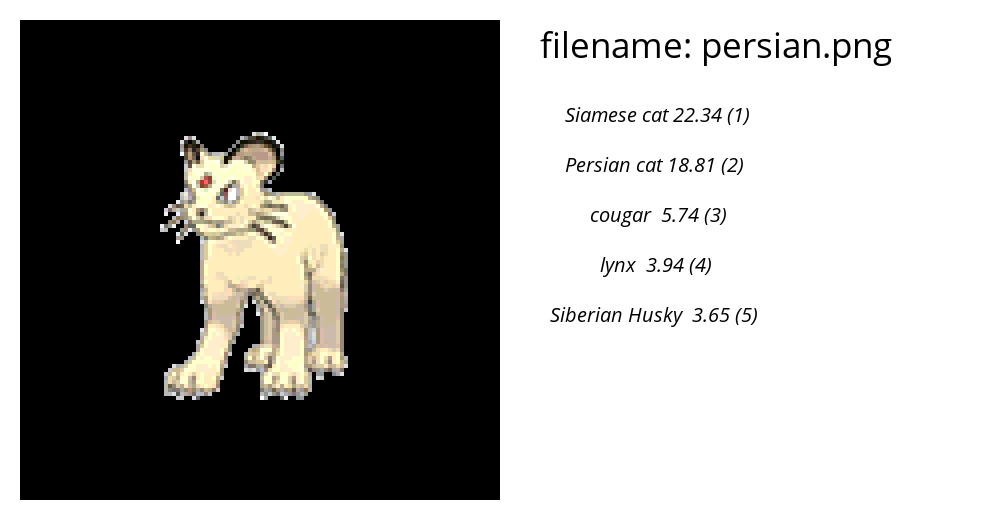 filename: persian.png
Siamese cat 22.34 (1)
Persian cat 18.81 (2)
cougar 5.74 (3)
lynx 3.94 (4)
Siberian Husky 3.65 (5)